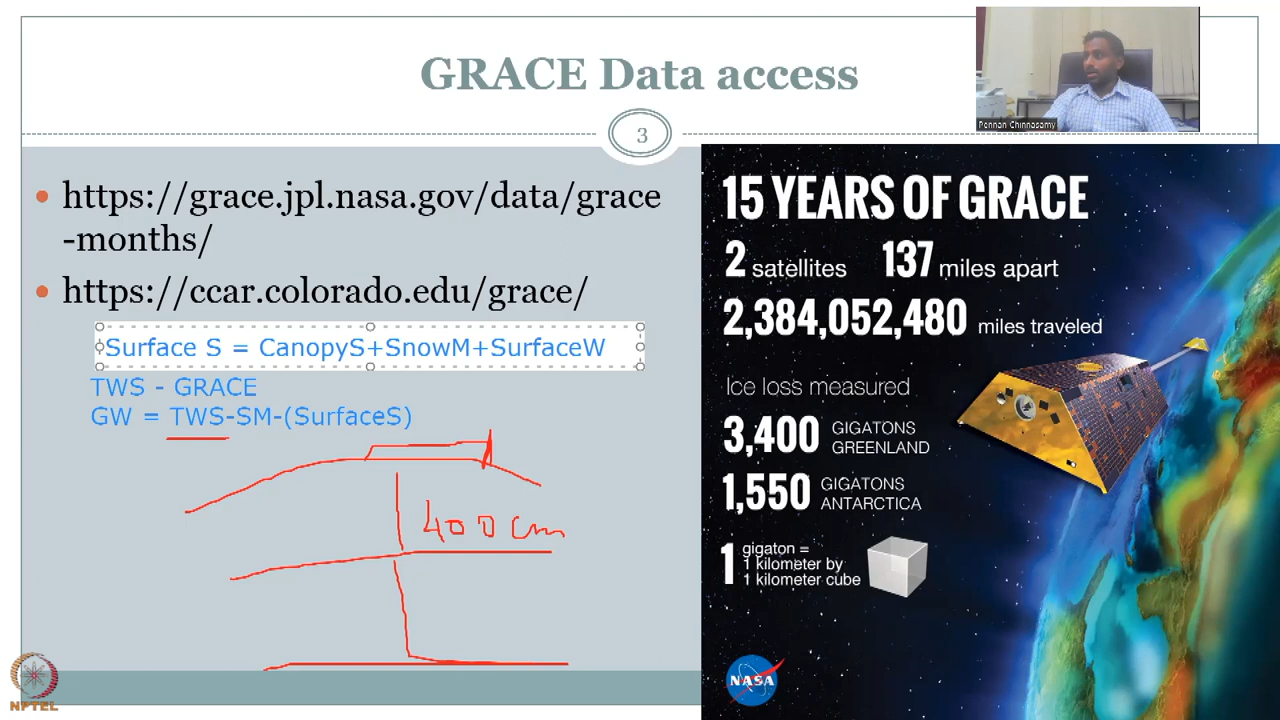 GRACE Data access
Pennan Chinnasamy
3
• https://grace.jpl.nasa.gov/data/grace
-months/
• https://ccar.colorado.edu/grace/
Surface S = CanopyS+SnowM+SurfaceW
TWS - GRACE
GW = TWS-SM-(SurfaceS)
400 cm
15 YEARS OF GRACE
2 satellites 137 miles apart
2,384,052,480 miles traveled
Ice loss measured
3,400 GIGATONS
GREENLAND
1,550 GIGATONS
ANTARCTICA
1 gigaton =
1 kilometer by
1 kilometer cube
NASA
NPTEL